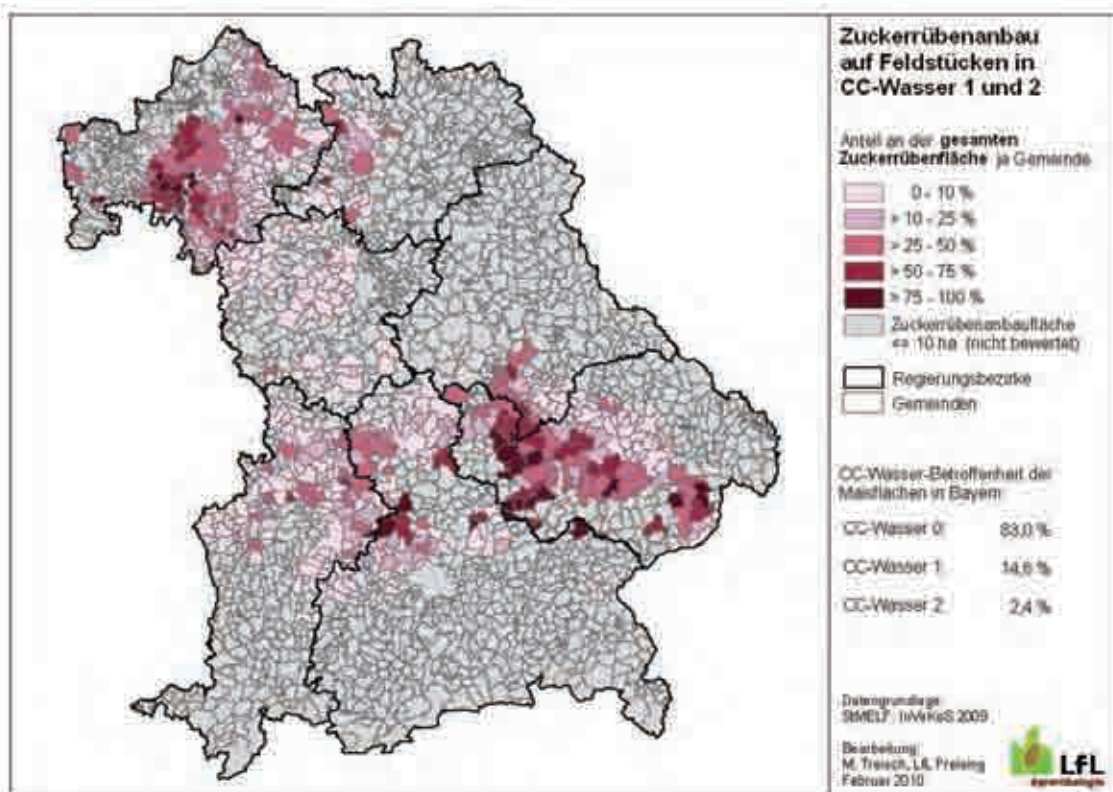 Zuckerrübenanbau
auf Feldstücken in
CC-Wasser 1 und 2
Anteil an der gesamten
Zuckerrübenfläche je Gemeinde
0 - 10 %
> 10 - 25 %
> 25 - 50 %
> 50 - 75 %
> 75 - 100 %
Zuckerrübenanbaufläche
<= 10 ha (nicht bewertet)
Regierungsbezirke
Gemeinden
CC-Wasser-Betroffenheit der
Maisflächen in Bayern
CC-Wasser 0: 83,0 %
CC-Wasser 1: 14,6 %
CC-Wasser 2: 2,4 %
Datengrundlage:
StMELF, InVeKoS 2009
Bearbeitung:
M. Treisch, LfL Freising
Februar 2010
LfL
Agrarökologie